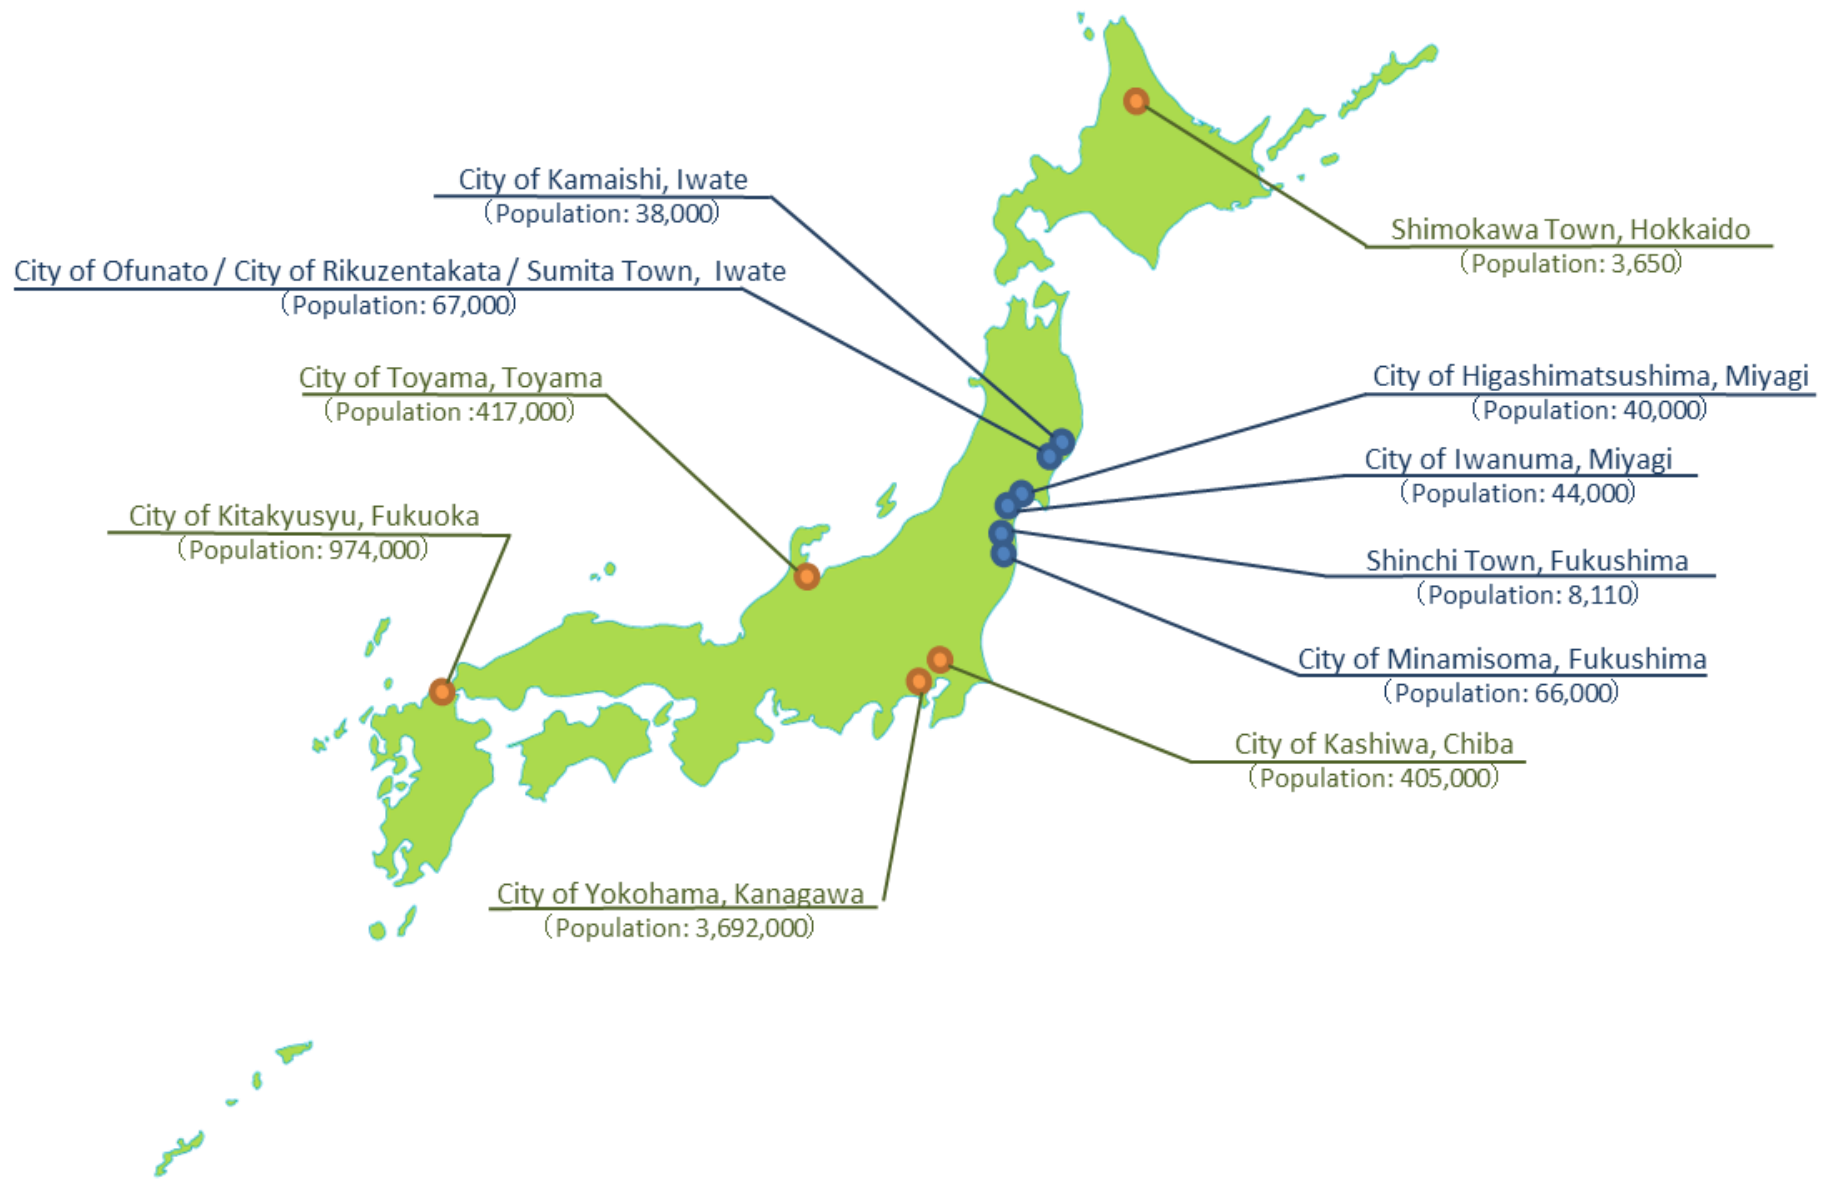 City of Kamaishi, Iwate
(Population: 38,000)
City of Ofunato / City of Rikuzentakata / Sumita Town, Iwate
(Population: 67,000)
City of Toyama, Toyama
(Population :417,000)
City of Kitakyusyu, Fukuoka
(Population: 974,000)
Shimokawa Town, Hokkaido
(Population: 3,650)
City of Higashimatsushima, Miyagi
(Population: 40,000)
City of Iwanuma, Miyagi
(Population: 44,000)
Shinchi Town, Fukushima
(Population: 8,110)
City of Minamisoma, Fukushima
(Population: 66,000)
City of Kashiwa, Chiba
(Population: 405,000)
City of Yokohama, Kanagawa
(Population: 3,692,000)